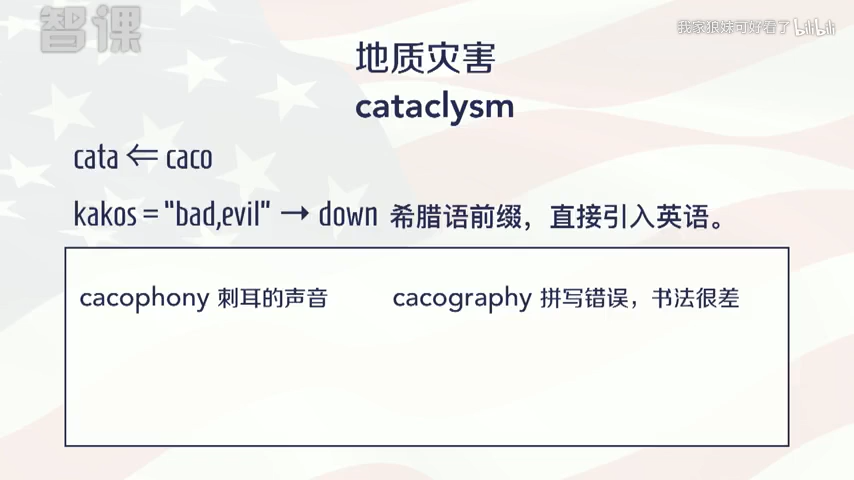 智课
我家狼妹可好看了 bilibili
地质灾害
cataclysm
cata ⇐ caco
kakos = "bad,evil" → down 希腊语前缀，直接引入英语。
cacophony 刺耳的声音 cacography 拼写错误，书法很差